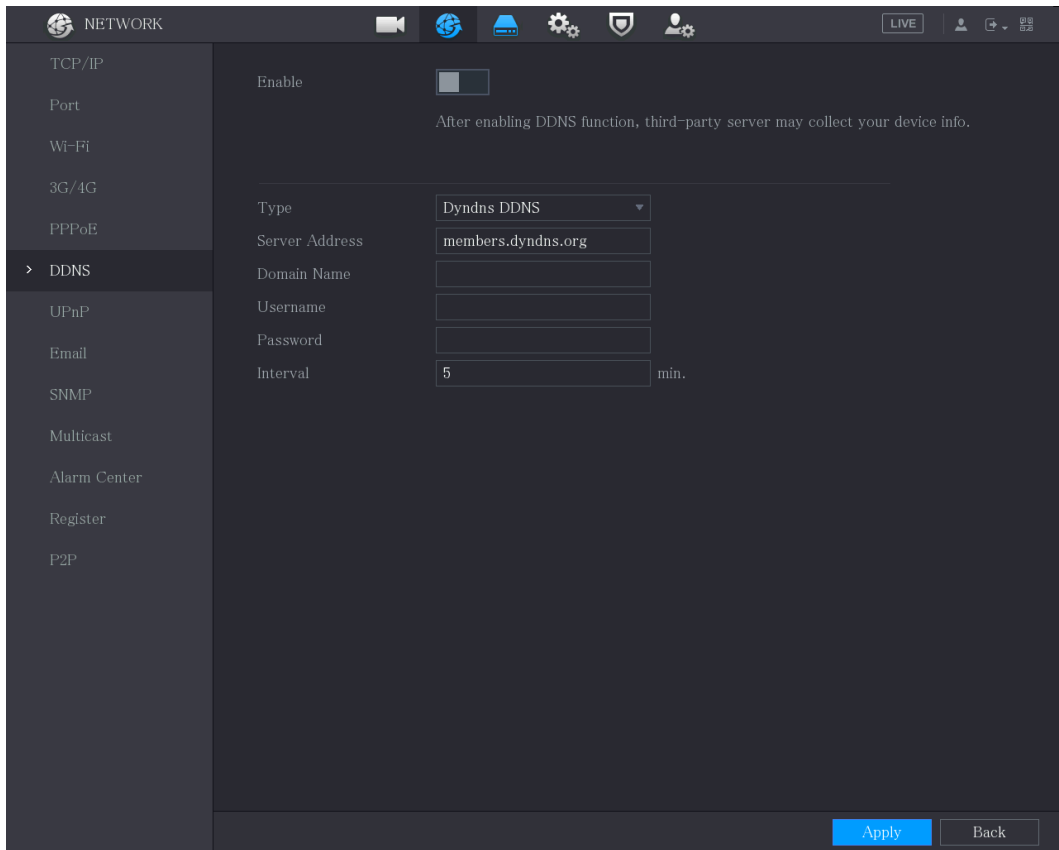 NETWORK
LIVE
TCP/IP
Port
Wi-Fi
3G/4G
PPPoE
DDNS
UPnP
Email
SNMP
Multicast
Alarm Center
Register
P2P
Enable
After enabling DDNS function, third-party server may collect your device info.
Type Dyndns DDNS
Server Address members.dyndns.org
Domain Name
Username
Password
Interval 5 min.
Apply Back